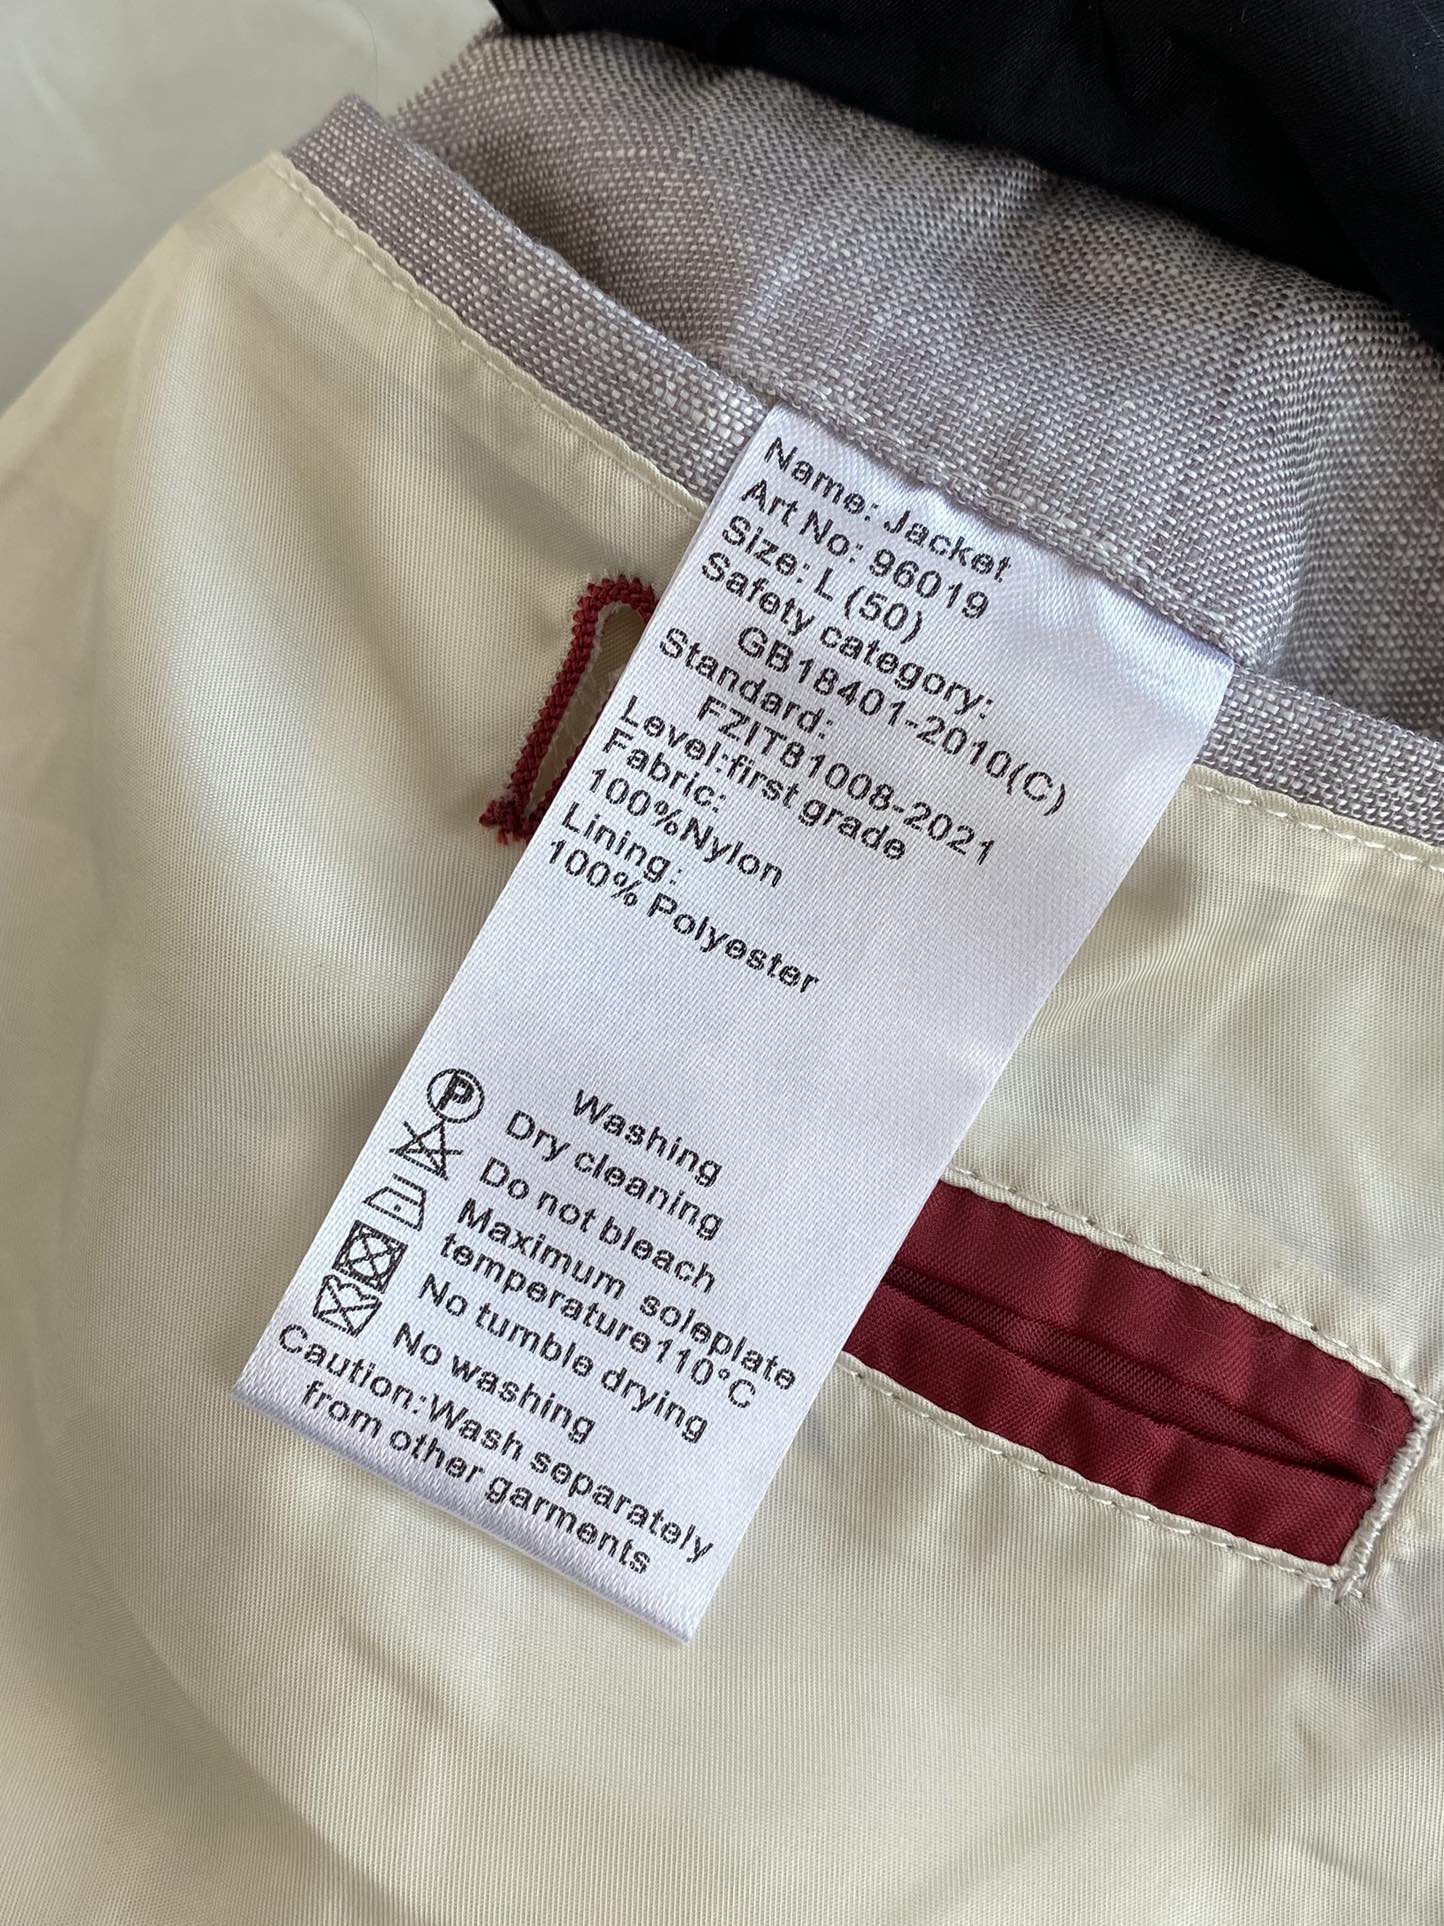 Name: Jacket
Art No: 96019
Size: L (50)
Safety category:
GB18401-2010(C)
Standard:
FZIT81008-2021
Level:first grade
Fabric:
100%Nylon
Lining:
100% Polyester
Washing
P Dry cleaning
Do not bleach
Maximum soleplate
temperature110°C
No tumble drying
No washing
Caution:Wash separately
from other garments